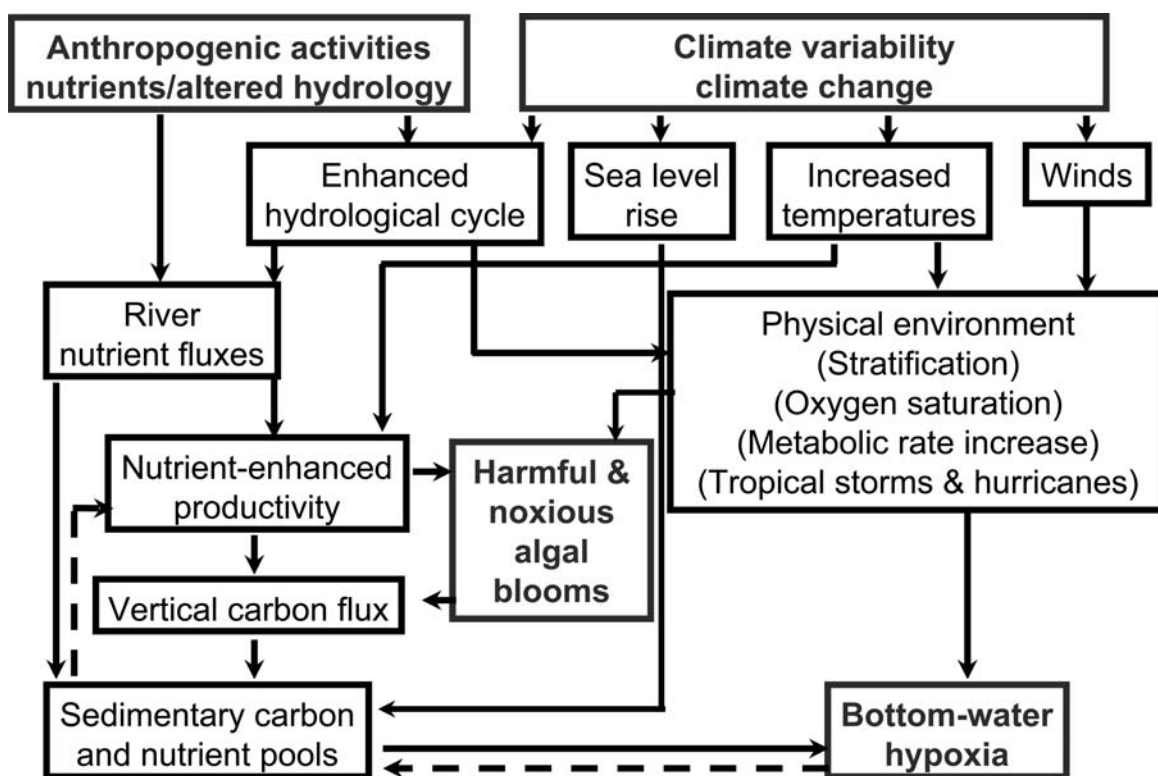 Anthropogenic activities
nutrients/altered hydrology
Climate variability
climate change
Enhanced
hydrological cycle
Sea level
rise
Increased
temperatures
Winds
River
nutrient fluxes
Physical environment
(Stratification)
(Oxygen saturation)
(Metabolic rate increase)
(Tropical storms & hurricanes)
Nutrient-enhanced
productivity
Harmful &
noxious
algal
blooms
Vertical carbon flux
Sedimentary carbon
and nutrient pools
Bottom-water
hypoxia